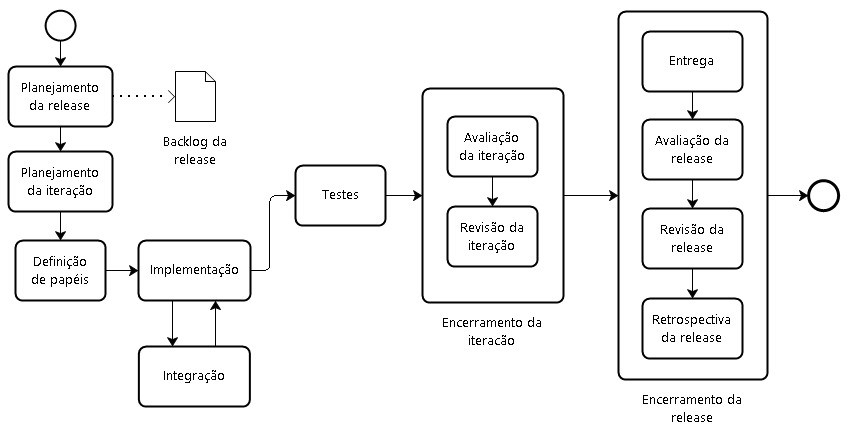 Planejamento
da release
Backlog da
release
Planejamento
da iteração
Definição
de papéis
Implementação
Integração
Testes
Avaliação
da iteração
Revisão da
iteração
Encerramento da
iteracão
Entrega
Avaliação da
release
Revisão da
release
Retrospectiva
da release
Encerramento da
release